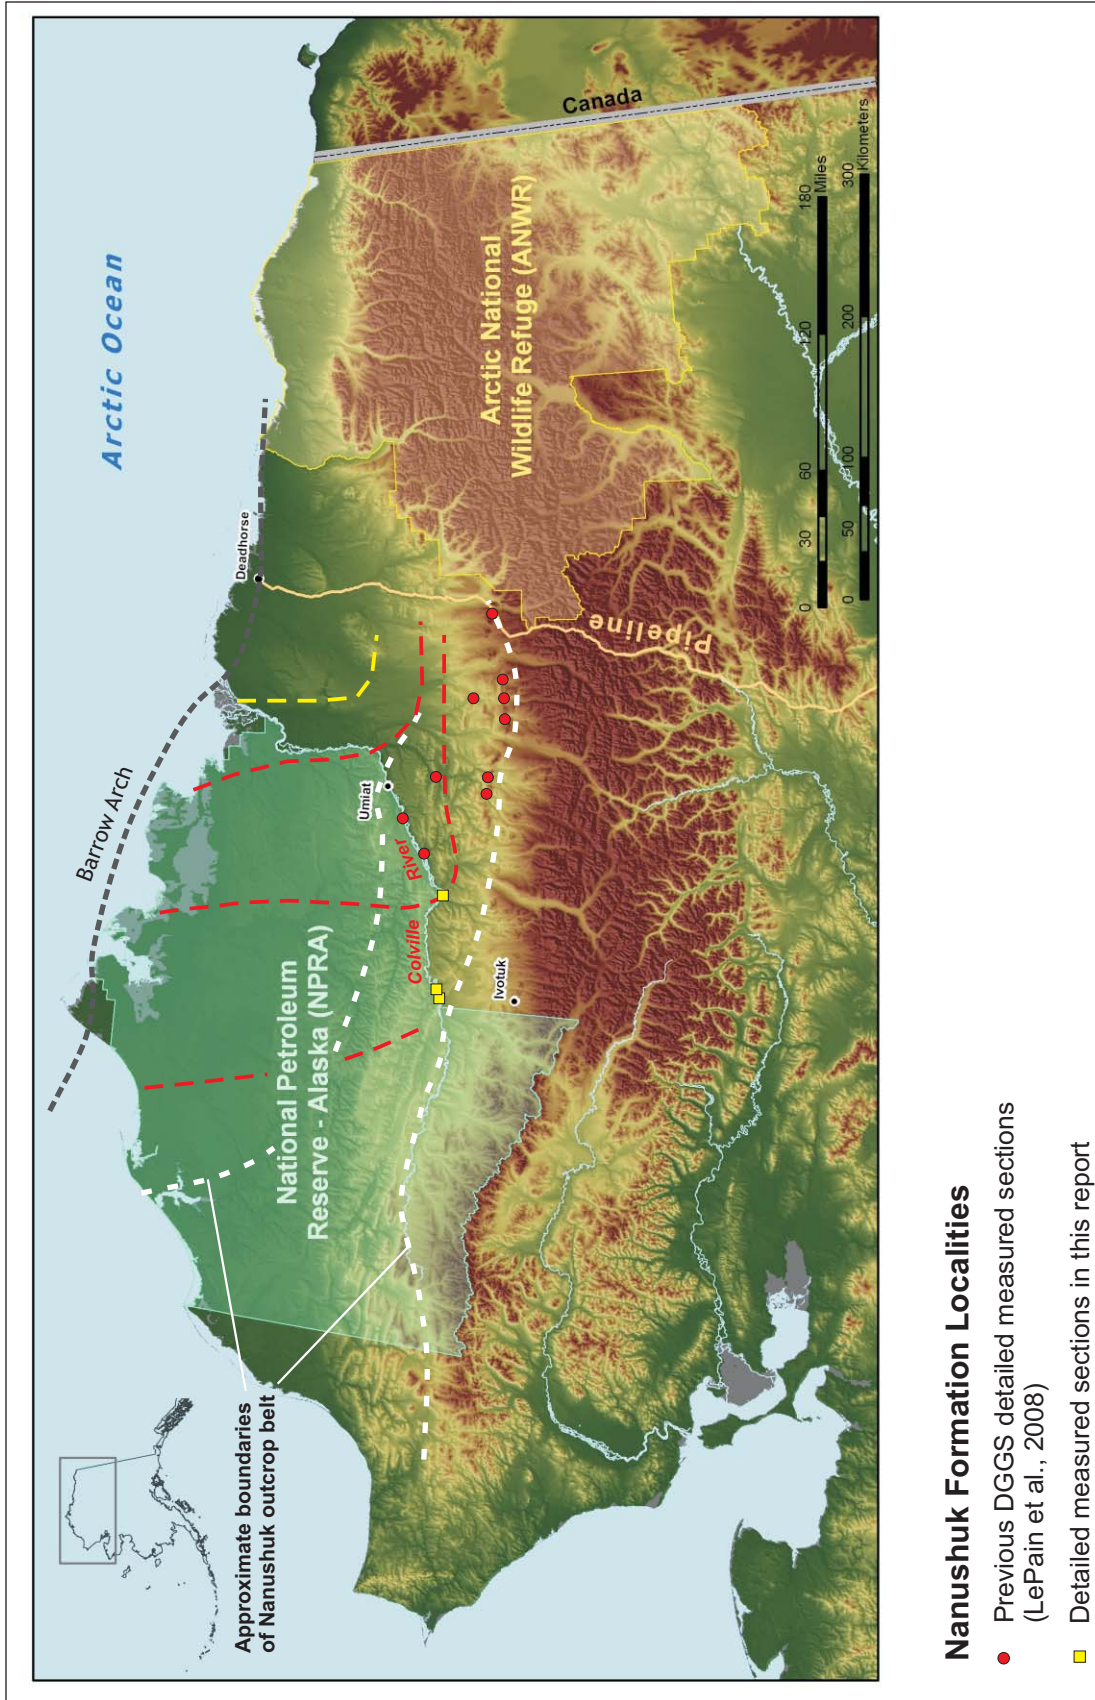 Arctic Ocean
Canada
Barrow Arch
Deadhorse
Umiat
Colville
River
Ivotuk
National Petroleum
Reserve - Alaska (NPRA)
Arctic National
Wildlife Refuge (ANWR)
Pipeline
Approximate boundaries
of Nanushuk outcrop belt
0 30 60 120 180
Miles
0 50 100 200 300
Kilometers
Nanushuk Formation Localities
Previous DGGS detailed measured sections
(LePain et al., 2008)
Detailed measured sections in this report